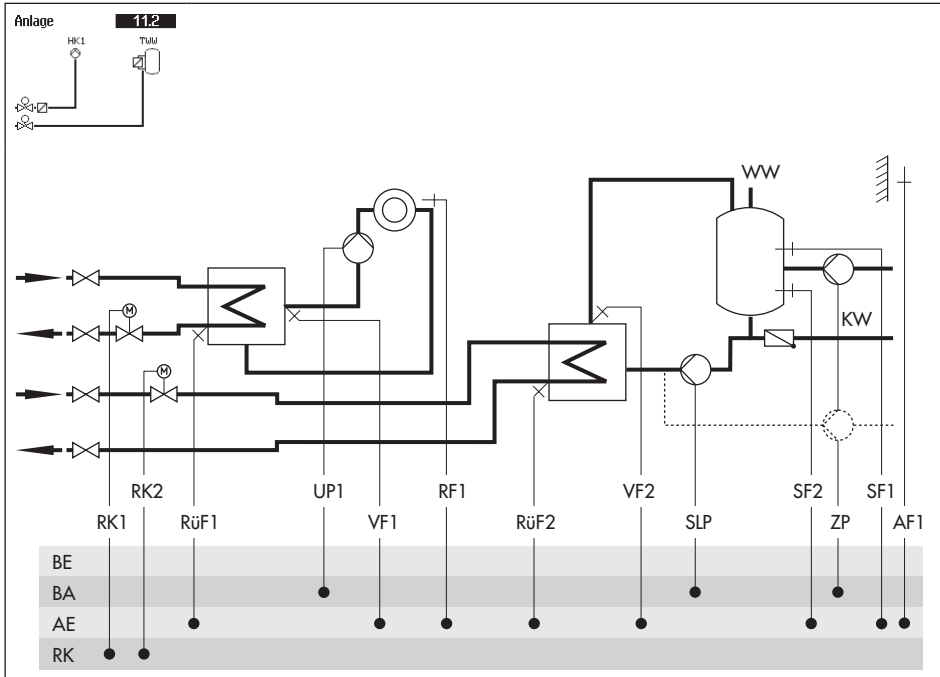 Anlage 11.2
HK1 TWW
WW
M
KW
M
RK2 UP1 RF1 VF2 SF2 SF1
RK1 RüF1 VF1 RüF2 SLP ZP AF1
BE
BA
AE
RK